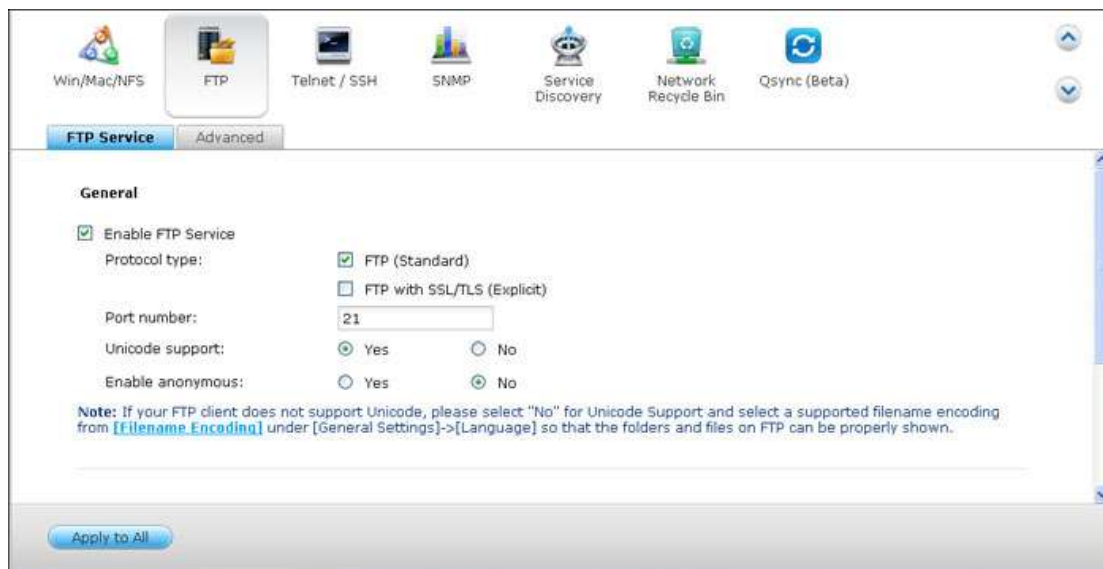 Win/Mac/NFS
FTP
Telnet / SSH
SNMP
Service
Discovery
Network
Recycle Bin
Qsync (Beta)
FTP Service
Advanced
General
Enable FTP Service
Protocol type:
FTP (Standard)
FTP with SSL/TLS (Explicit)
Port number:
21
Unicode support:
Yes
No
Enable anonymous:
Yes
No
Note: If your FTP client does not support Unicode, please select "No" for Unicode Support and select a supported filename encoding
from [Filename Encoding] under [General Settings]->[Language] so that the folders and files on FTP can be properly shown.
Apply to All